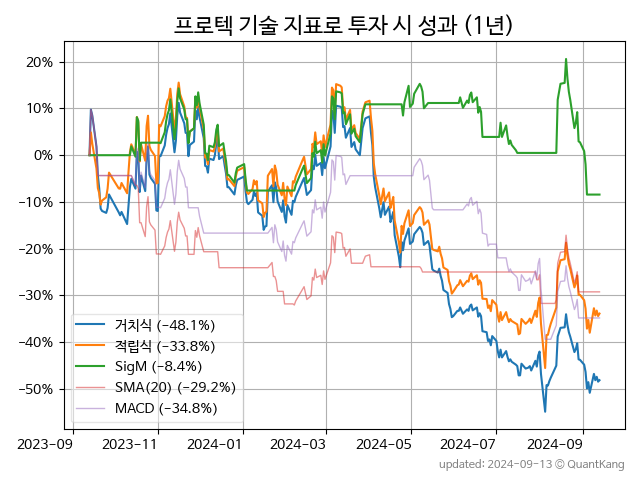 프로텍 기술 지표로 투자 시 성과 (1년)
20%
10%
0%
−10%
−20%
−30%
−40%
−50%
거치식 (−48.1%)
적립식 (−33.8%)
SigM (−8.4%)
SMA(20) (−29.2%)
MACD (−34.8%)
2023-09 2023-11 2024-01 2024-03 2024-05 2024-07 2024-09
updated: 2024-09-13 ⓒ QuantKang